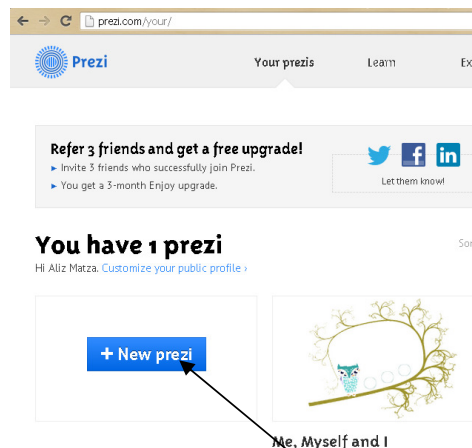 prezi.com/your/
Prezi
Your prezis Learn Ex
Refer 3 friends and get a free upgrade!
► Invite 3 friends who successfully join Prezi.
► You get a 3-month Enjoy upgrade.
Let them know!
You have 1 prezi
Hi Aliz Matza. Customize your public profile ›
Sor
+ New prezi
Me, Myself and I